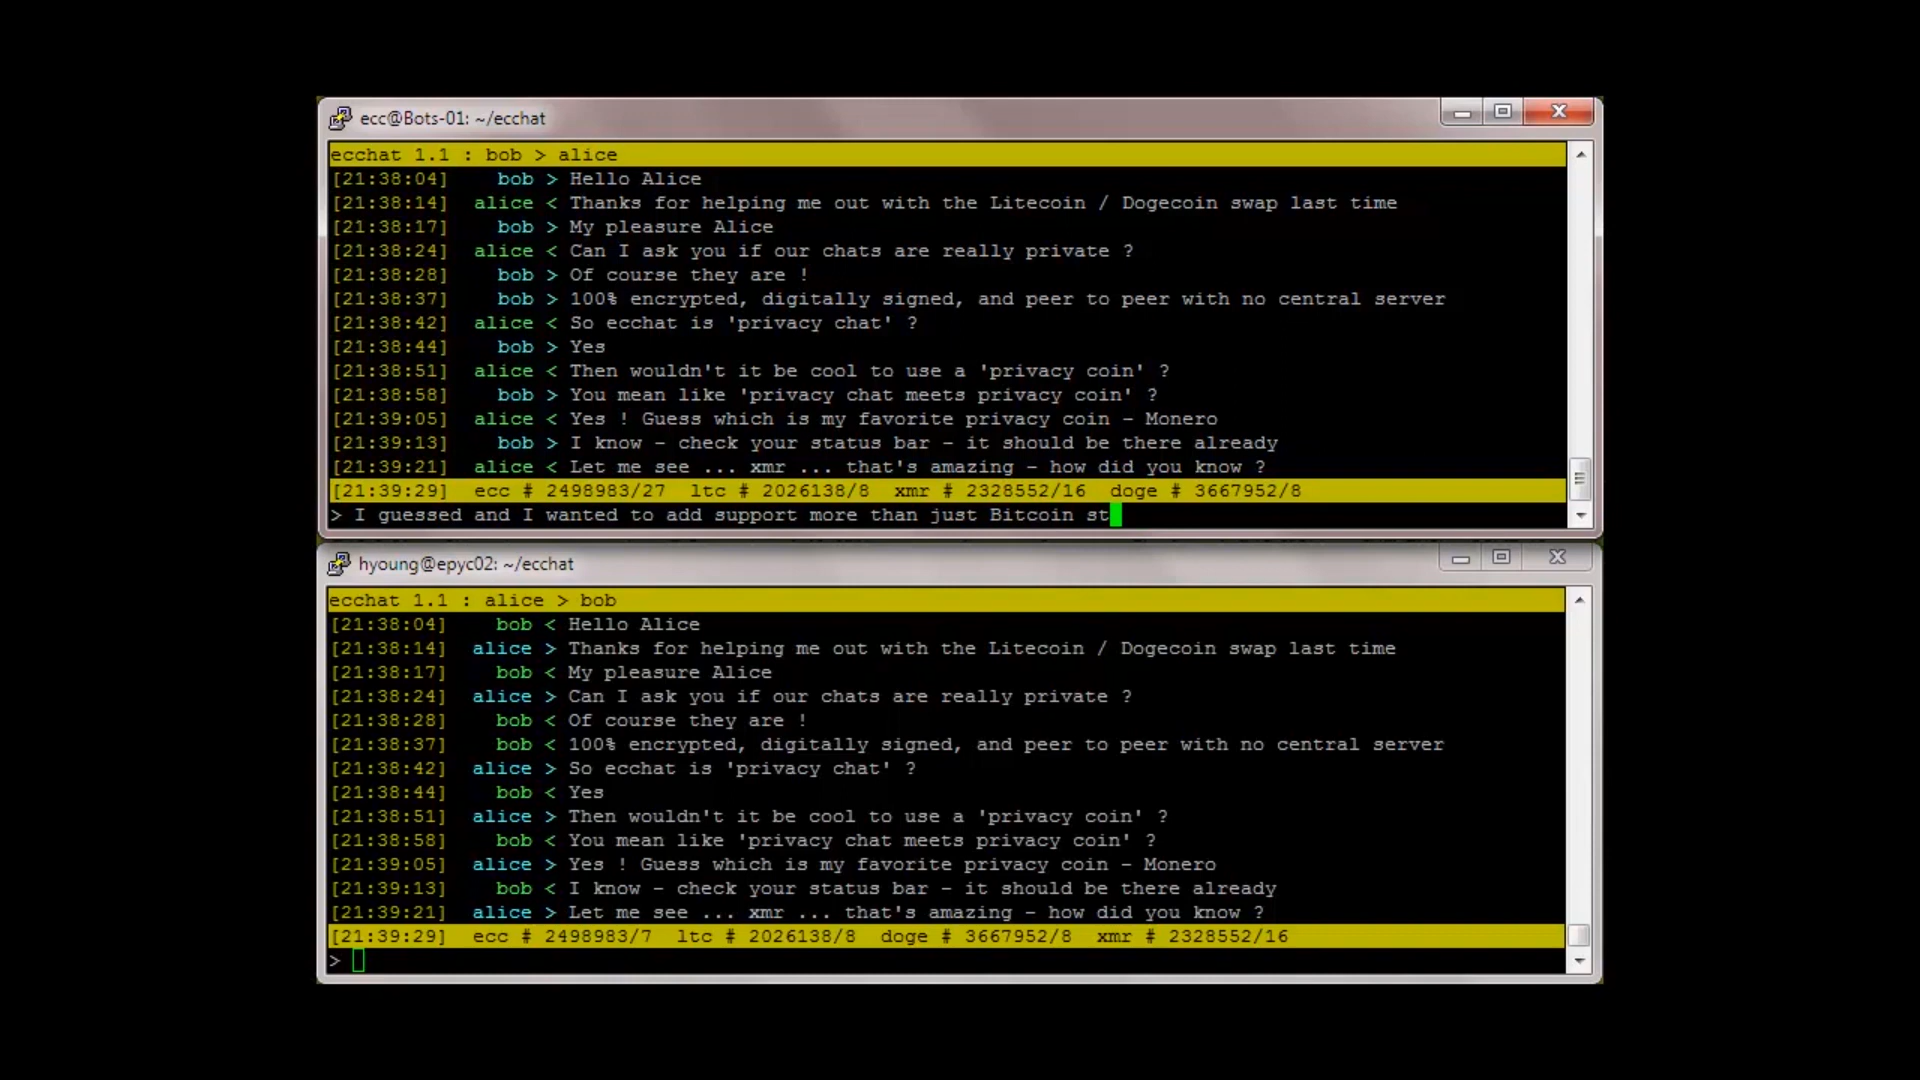 ecc@Bots-01: ~/ecchat
ecchat 1.1 : bob > alice
[21:38:04] bob > Hello Alice
[21:38:14] alice < Thanks for helping me out with the Litecoin / Dogecoin swap last time
[21:38:17] bob > My pleasure Alice
[21:38:24] alice < Can I ask you if our chats are really private ?
[21:38:28] bob > Of course they are !
[21:38:37] bob > 100% encrypted, digitally signed, and peer to peer with no central server
[21:38:42] alice < So ecchat is 'privacy chat' ?
[21:38:44] bob > Yes
[21:38:51] alice < Then wouldn't it be cool to use a 'privacy coin' ?
[21:38:58] bob > You mean like 'privacy chat meets privacy coin' ?
[21:39:05] alice < Yes ! Guess which is my favorite privacy coin - Monero
[21:39:13] bob > I know - check your status bar - it should be there already
[21:39:21] alice < Let me see ... xmr ... that's amazing - how did you know ?
[21:39:29] ecc # 2498983/27 ltc # 2026138/8 xmr # 2328552/16 doge # 3667952/8
> I guessed and I wanted to add support more than just Bitcoin st
hyoung@epyc02: ~/ecchat
ecchat 1.1 : alice > bob
[21:38:04] bob < Hello Alice
[21:38:14] alice > Thanks for helping me out with the Litecoin / Dogecoin swap last time
[21:38:17] bob < My pleasure Alice
[21:38:24] alice > Can I ask you if our chats are really private ?
[21:38:28] bob < Of course they are !
[21:38:37] bob < 100% encrypted, digitally signed, and peer to peer with no central server
[21:38:42] alice > So ecchat is 'privacy chat' ?
[21:38:44] bob < Yes
[21:38:51] alice > Then wouldn't it be cool to use a 'privacy coin' ?
[21:38:58] bob < You mean like 'privacy chat meets privacy coin' ?
[21:39:05] alice > Yes ! Guess which is my favorite privacy coin - Monero
[21:39:13] bob < I know - check your status bar - it should be there already
[21:39:21] alice > Let me see ... xmr ... that's amazing - how did you know ?
[21:39:29] ecc # 2498983/7 ltc # 2026138/8 doge # 3667952/8 xmr # 2328552/16
>